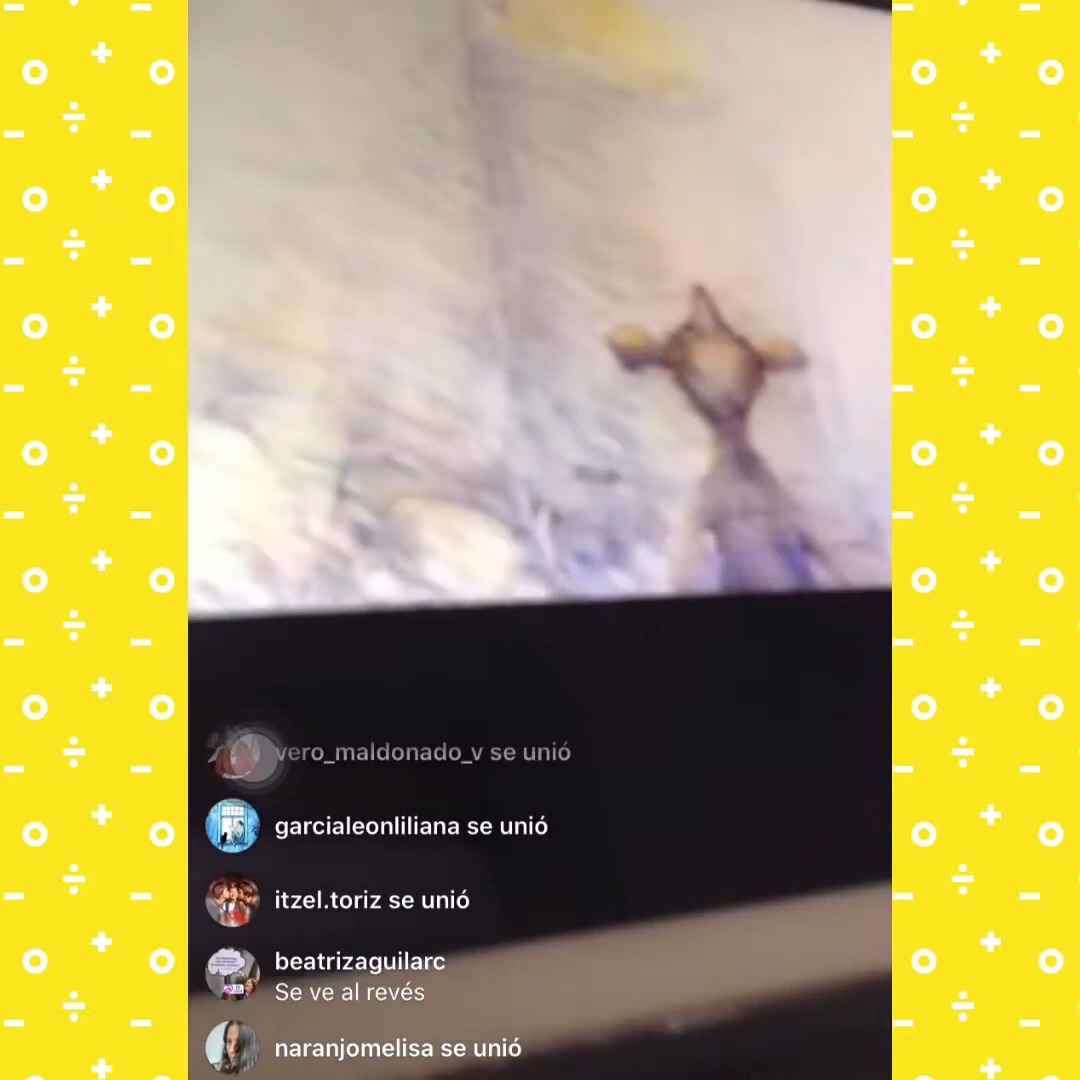 vero_maldonado_v se unió
garcialeonliliana se unió
itzel.toriz se unió
beatrizaguilarc
Se ve al revés
naranjomelisa se unió